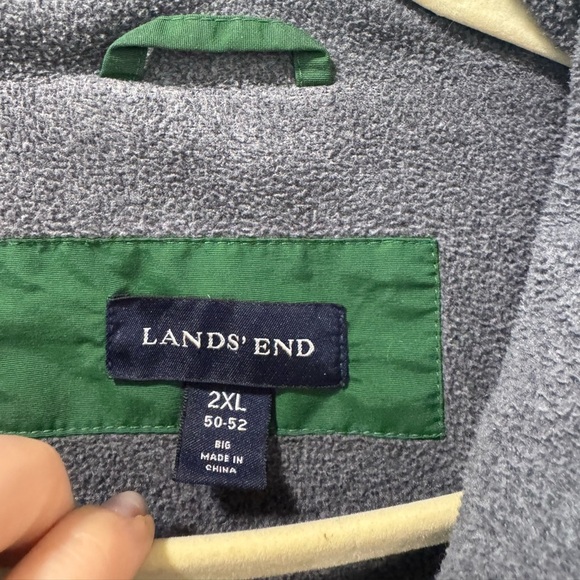 LANDS' END
2XL
50-52
BIG
MADE IN
CHINA